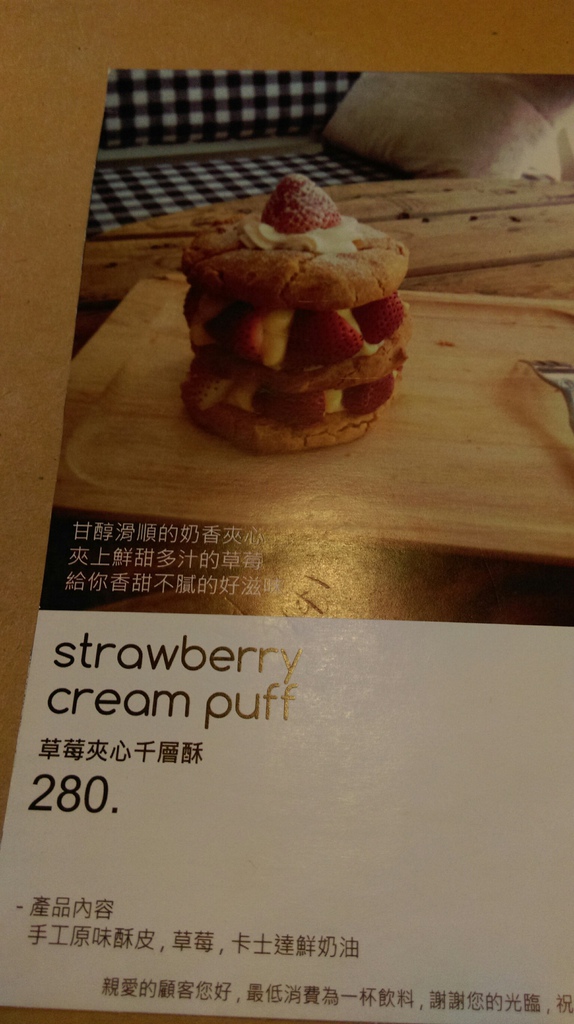 甘醇滑順的奶香夾心
夾上鮮甜多汁的草莓
給你香甜不膩的好滋味
strawberry
cream puff
草莓夾心千層酥
280.
- 產品內容
手工原味酥皮 , 草莓 , 卡士達鮮奶油
親愛的顧客您好 , 最低消費為一杯飲料 , 謝謝您的光臨 , 祝